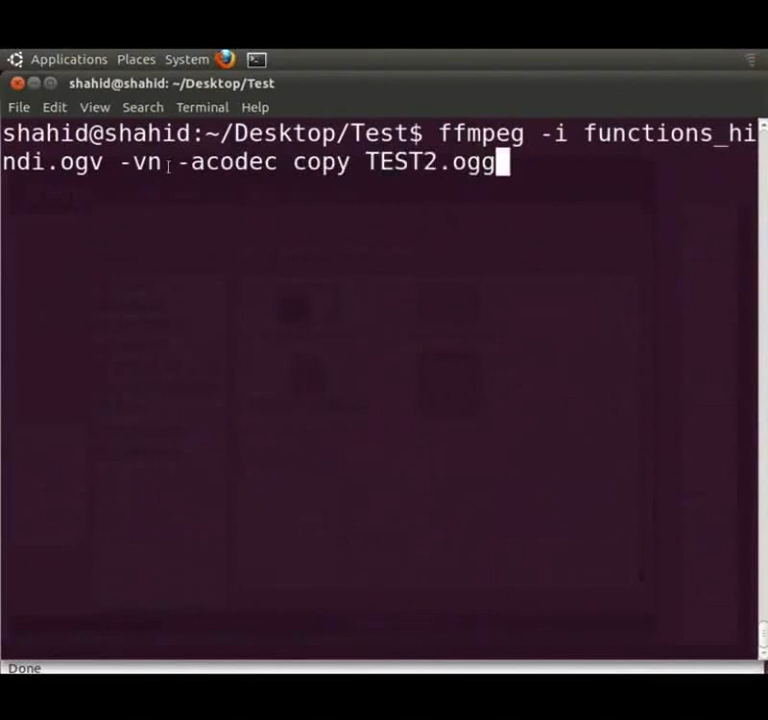 Applications Places System
shahid@shahid: ~/Desktop/Test
File Edit View Search Terminal Help
shahid@shahid:~/Desktop/Test$ ffmpeg -i functions_hi
ndi.ogv -vn -acodec copy TEST2.ogg
Done